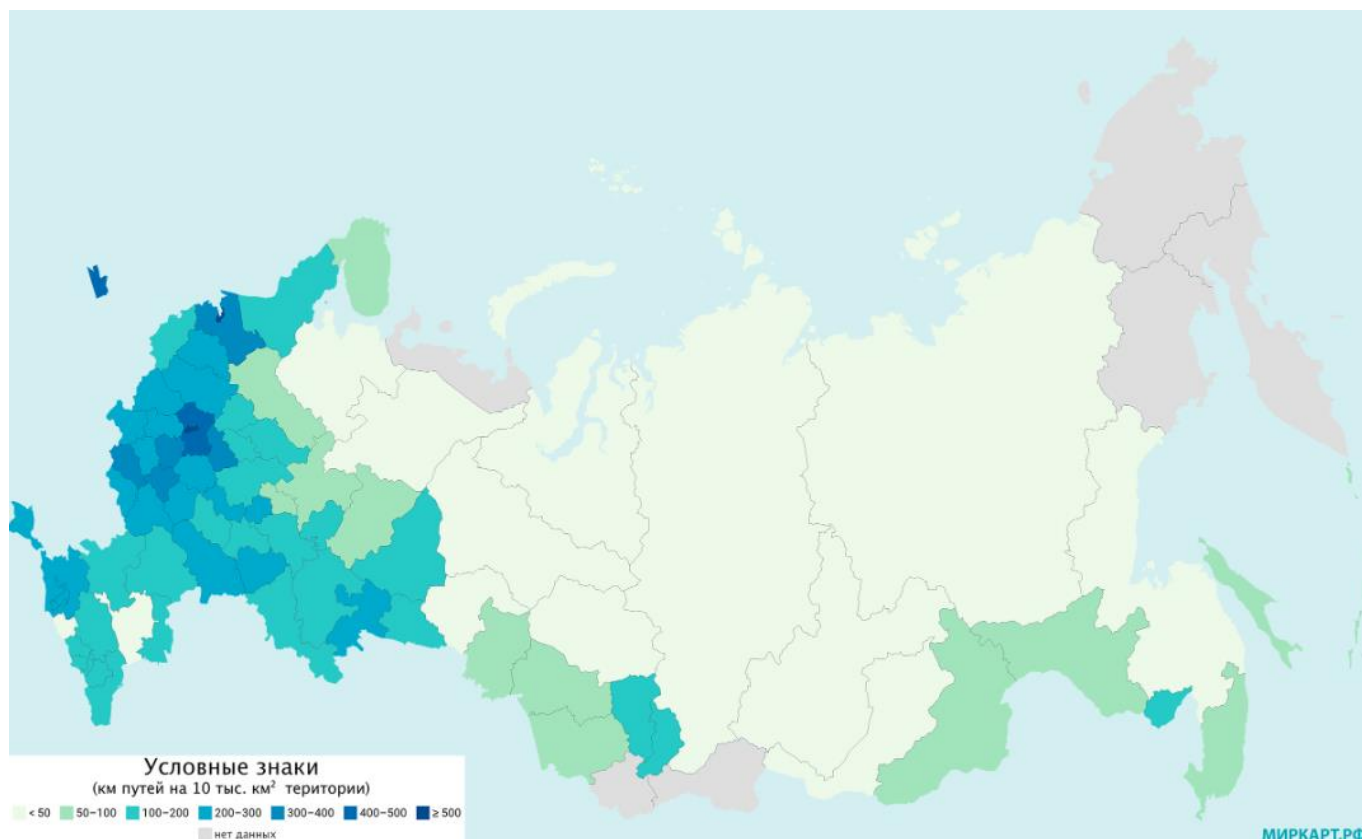 Условные знаки
(км путей на 10 тыс. км² територии)
< 50 50–100 100–200 200–300 300–400 400–500 ≥ 500
нет данных
МИРКАРТ.РФ